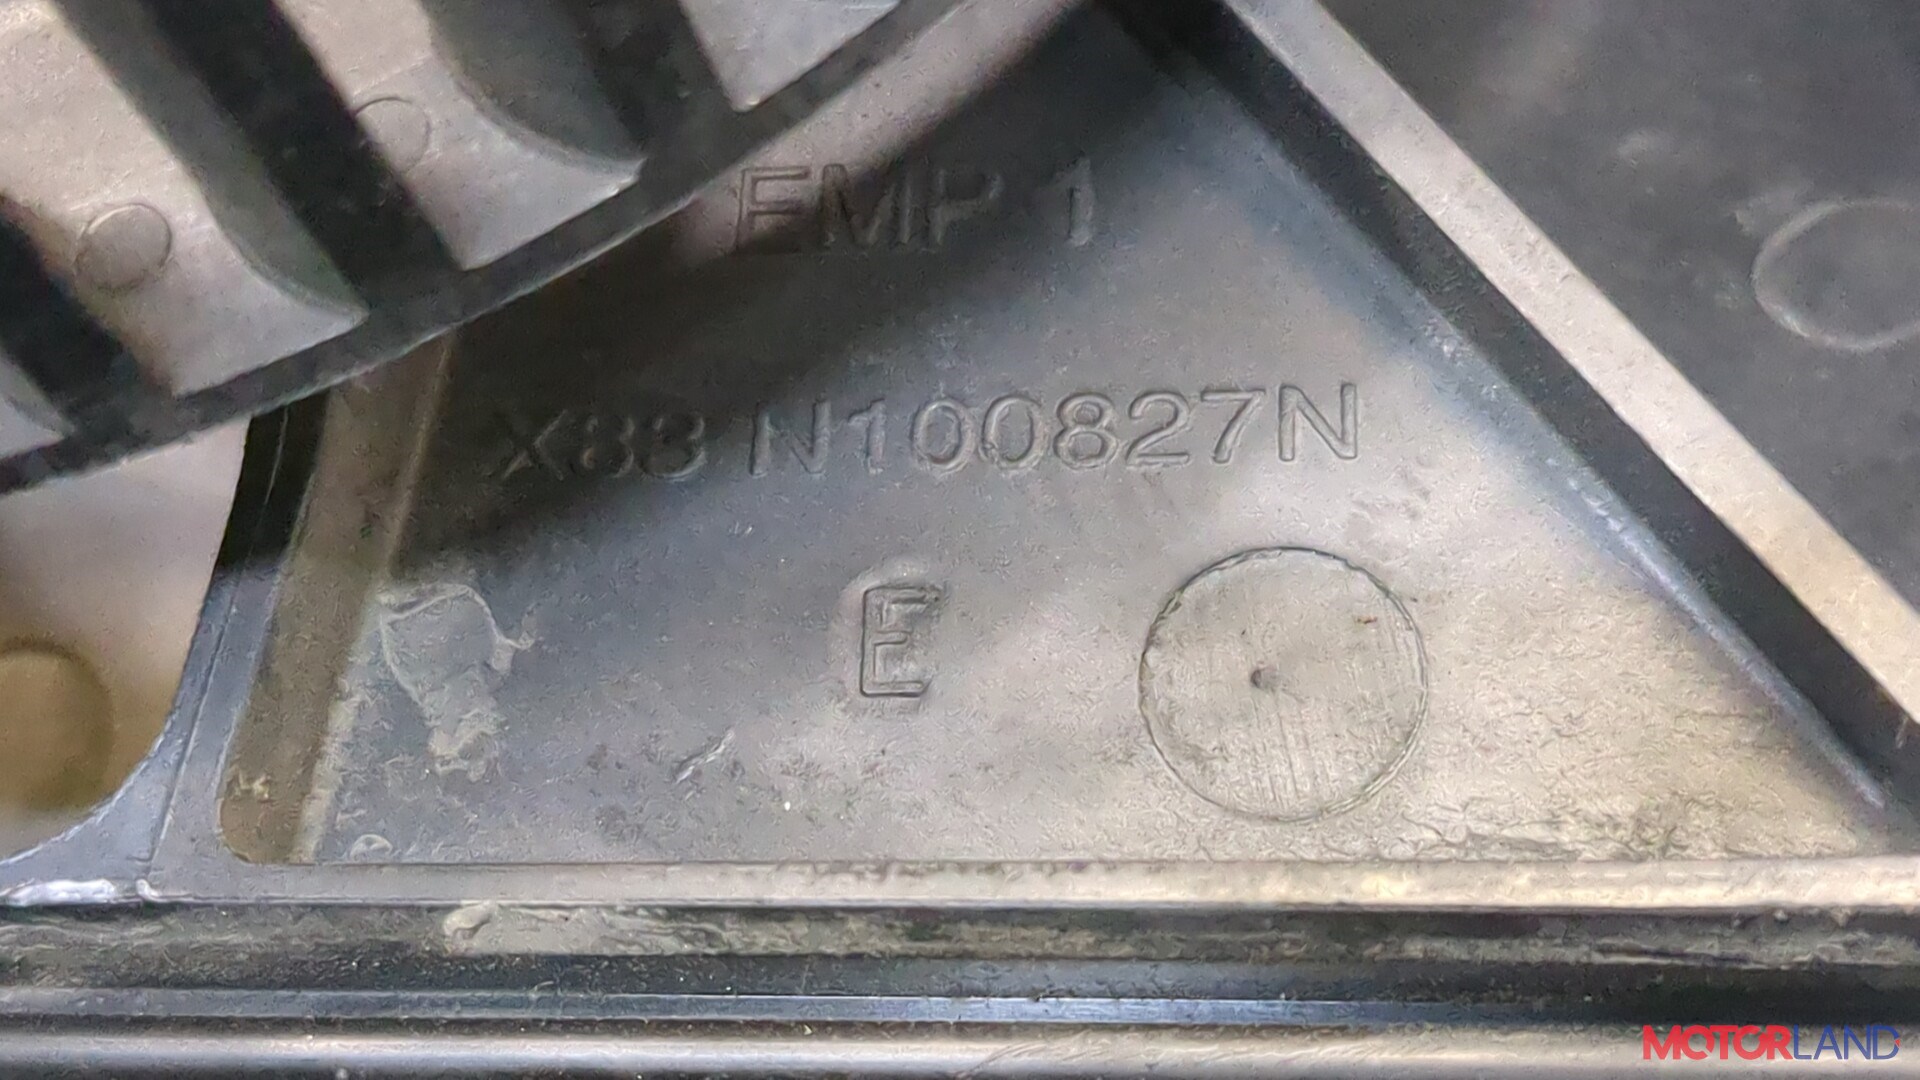 EMP 1
X83 N100827N
E
MOTORLAND